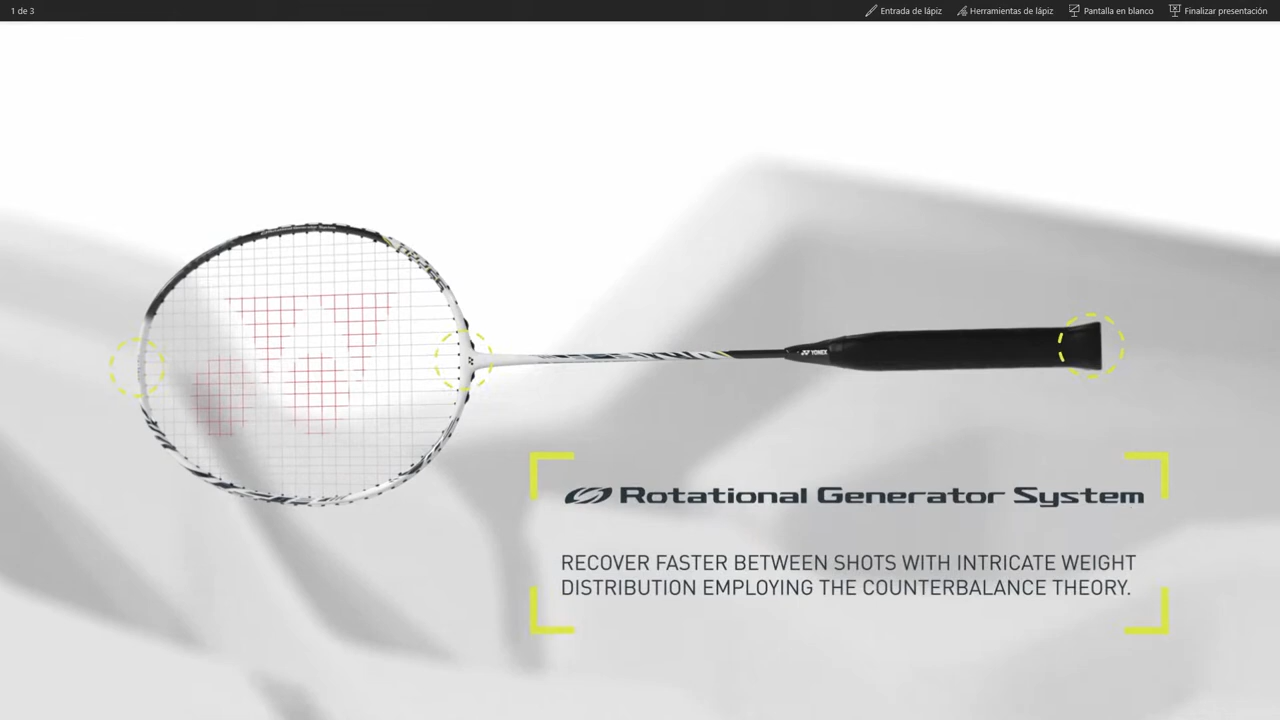 1 de 3
Entrada de lápiz
Herramientas de lápiz
Pantalla en blanco
Finalizar presentación
YONEX
Rotational Generator System
RECOVER FASTER BETWEEN SHOTS WITH INTRICATE WEIGHT
DISTRIBUTION EMPLOYING THE COUNTERBALANCE THEORY.